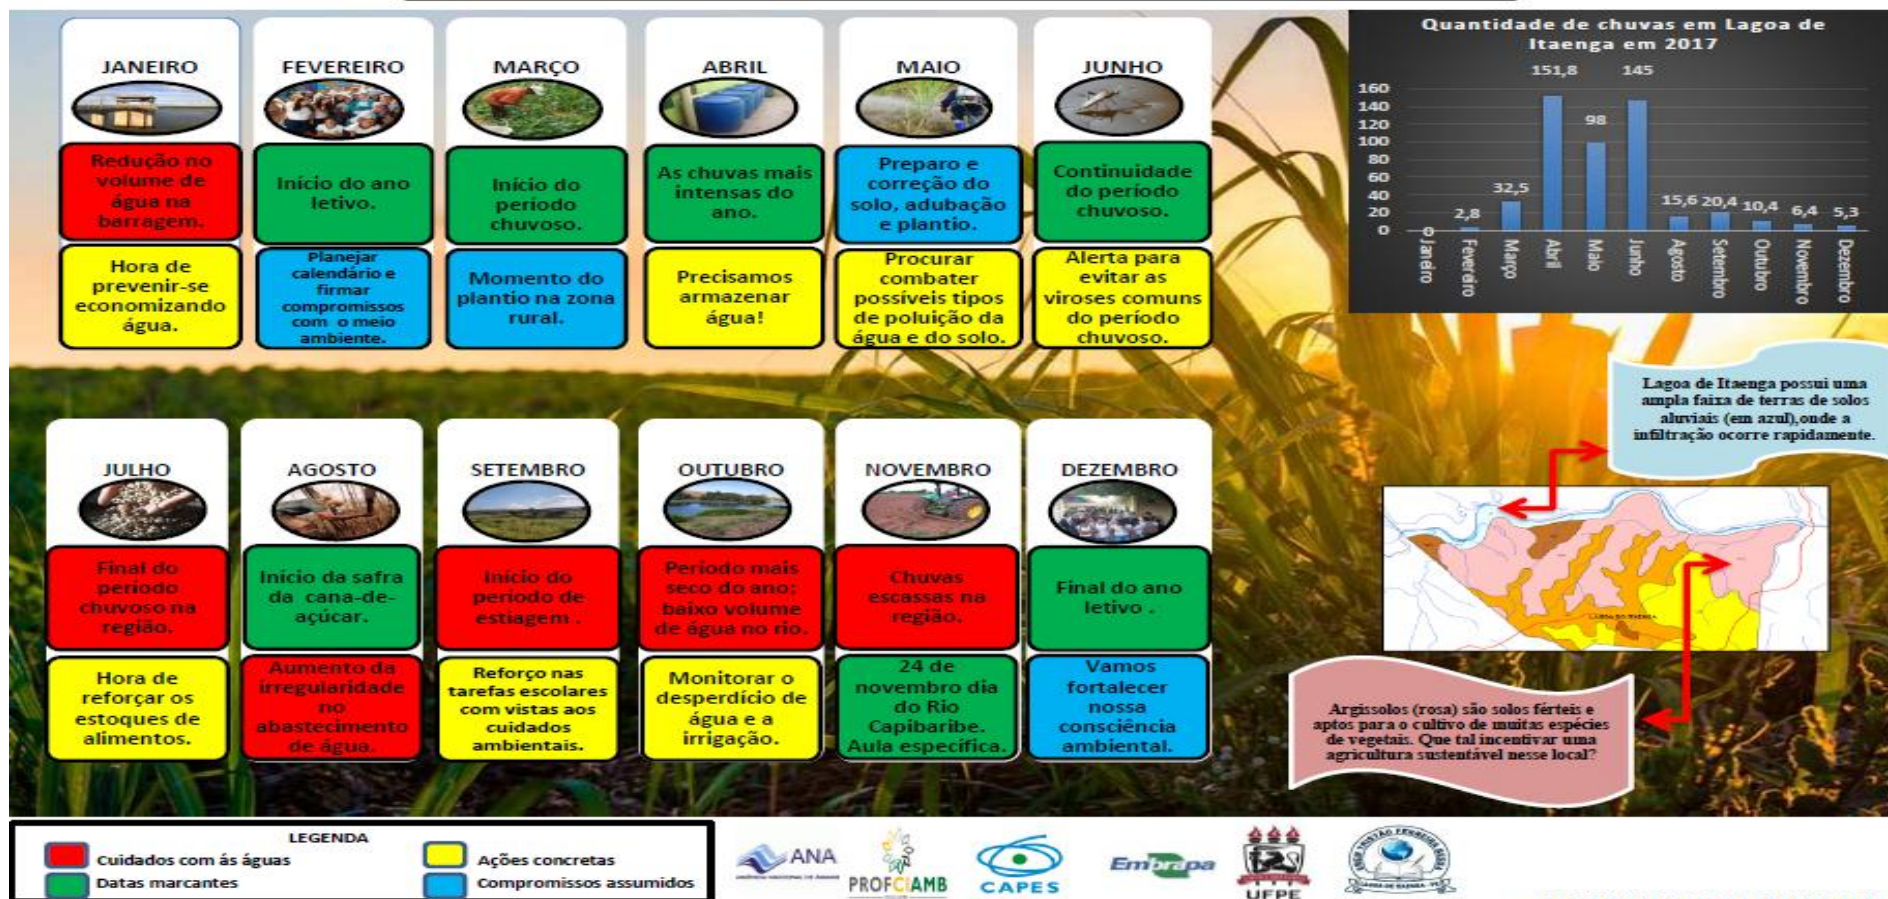 JANEIRO
Redução no
volume de
água na
barragem.
Hora de
prevenir-se
economizando
água.
FEVEREIRO
Início do ano
letivo.
Planejar
calendário e
firmar
compromissos
com o meio
ambiente.
MARÇO
Início do
período
chuvoso.
Momento do
plantio na zona
rural.
ABRIL
As chuvas mais
intensas do
ano.
Precisamos
armazenar
água!
MAIO
Preparo e
correção do
solo, adubação
e plantio.
Procurar
combater
possíveis tipos
de poluição da
água e do solo.
JUNHO
Continuidade
do período
chuvoso.
Alerta para
evitar as
viroses comuns
do período
chuvoso.
Quantidade de chuvas em Lagoa de
Itaenga em 2017
160
140
120
100
80
60
40
20
0
0
2,8
32,5
151,8
98
145
15,6
20,4
10,4
6,4
5,3
Janeiro
Fevereiro
Março
Abril
Maio
Junho
Agosto
Setembro
Outubro
Novembro
Dezembro
Lagoa de Itaenga possui uma
ampla faixa de terras de solos
aluviais (em azul),onde a
infiltração ocorre rapidamente.
JULHO
Final do
período
chuvoso na
região.
Hora de
reforçar os
estoques de
alimentos.
AGOSTO
Início da safra
da cana-de-
açúcar.
Aumento da
irregularidade
no
abastecimento
de água.
SETEMBRO
Início do
período de
estiagem .
Reforço nas
tarefas escolares
com vistas aos
cuidados
ambientais.
OUTUBRO
Período mais
seco do ano;
baixo volume
de água no rio.
Monitorar o
desperdício de
água e a
irrigação.
NOVEMBRO
Chuvas
escassas na
região.
24 de
novembro dia
do Rio
Capibaribe.
Aula específica.
DEZEMBRO
Final do ano
letivo .
Vamos
fortalecer
nossa
consciência
ambiental.
LAGOA DO ITAENGA
Argissolos (rosa) são solos férteis e
aptos para o cultivo de muitas espécies
de vegetais. Que tal incentivar uma
agricultura sustentável nesse local?
LEGENDA
Cuidados com ás águas
Datas marcantes
Ações concretas
Compromissos assumidos
ANA
PROFCIAMB
CAPES
Embrapa
UFPE